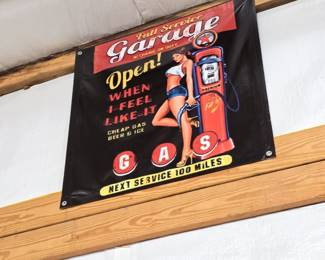 Full Service
Garage
Open!
WHEN
I-FEEL
LIKE-IT
CHEAP GAS
BEER & ICE
G A S
NEXT SERVICE 100 MILES